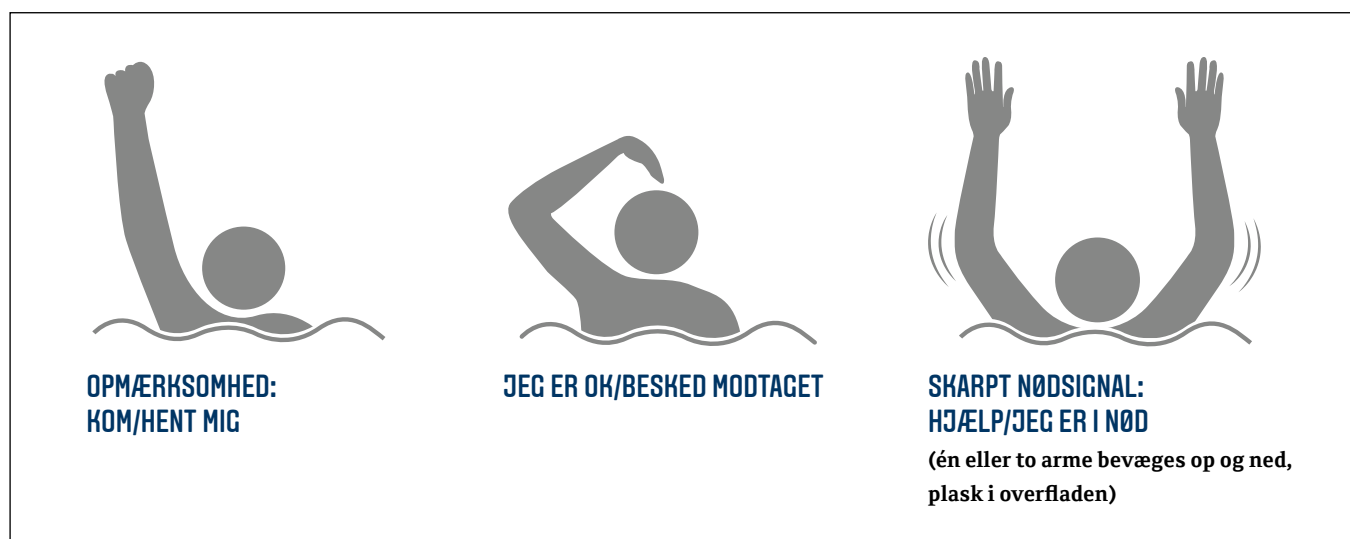 OPMÆRKSOMHED:
KOM/HENT MIG
JEG ER OK/BESKED MODTAGET
SKARPT NØDSIGNAL:
HJÆLP/JEG ER I NØD
(én eller to arme bevæges op og ned,
plask i overfladen)